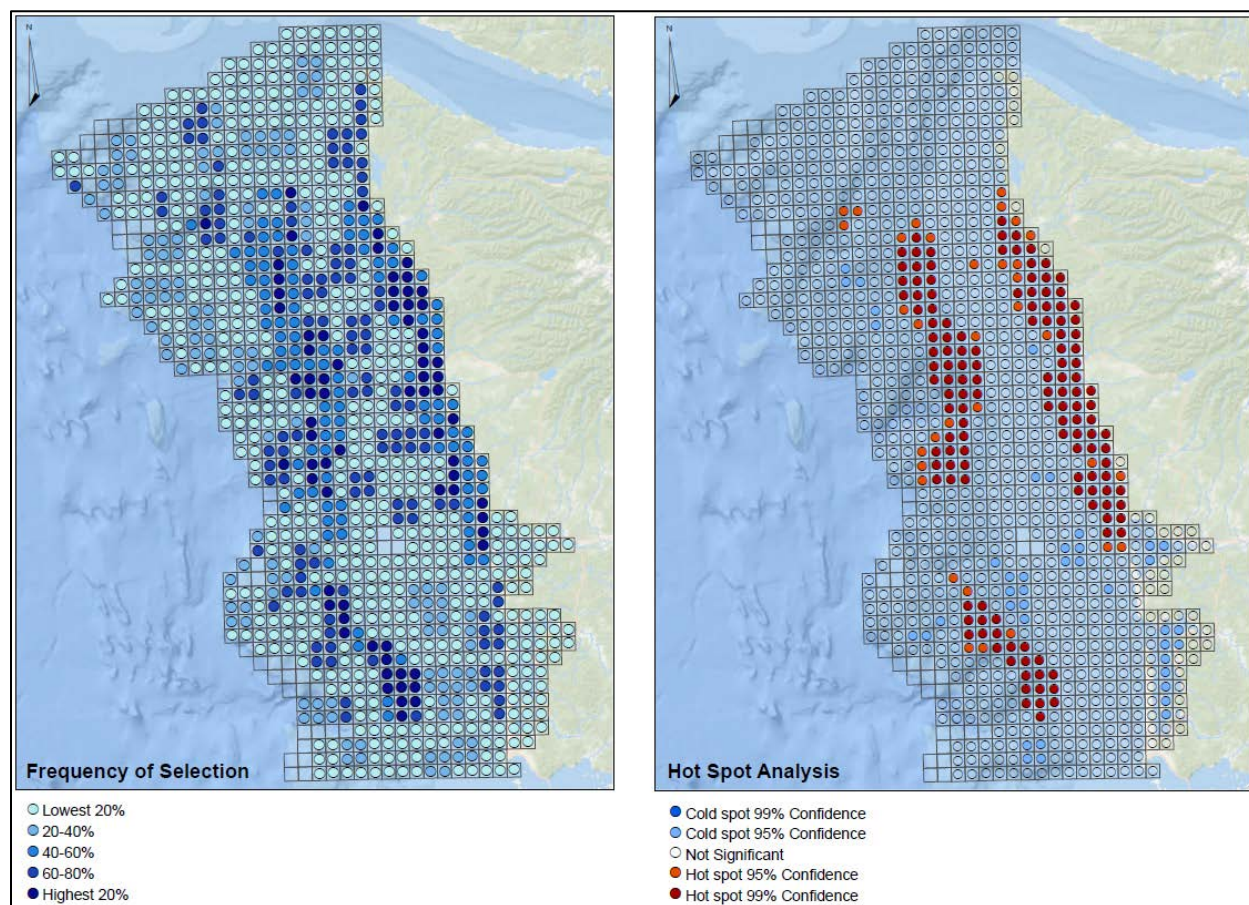 N
N
Frequency of Selection
Hot Spot Analysis
Lowest 20%
20-40%
40-60%
60-80%
Highest 20%
Cold spot 99% Confidence
Cold spot 95% Confidence
Not Significant
Hot spot 95% Confidence
Hot spot 99% Confidence